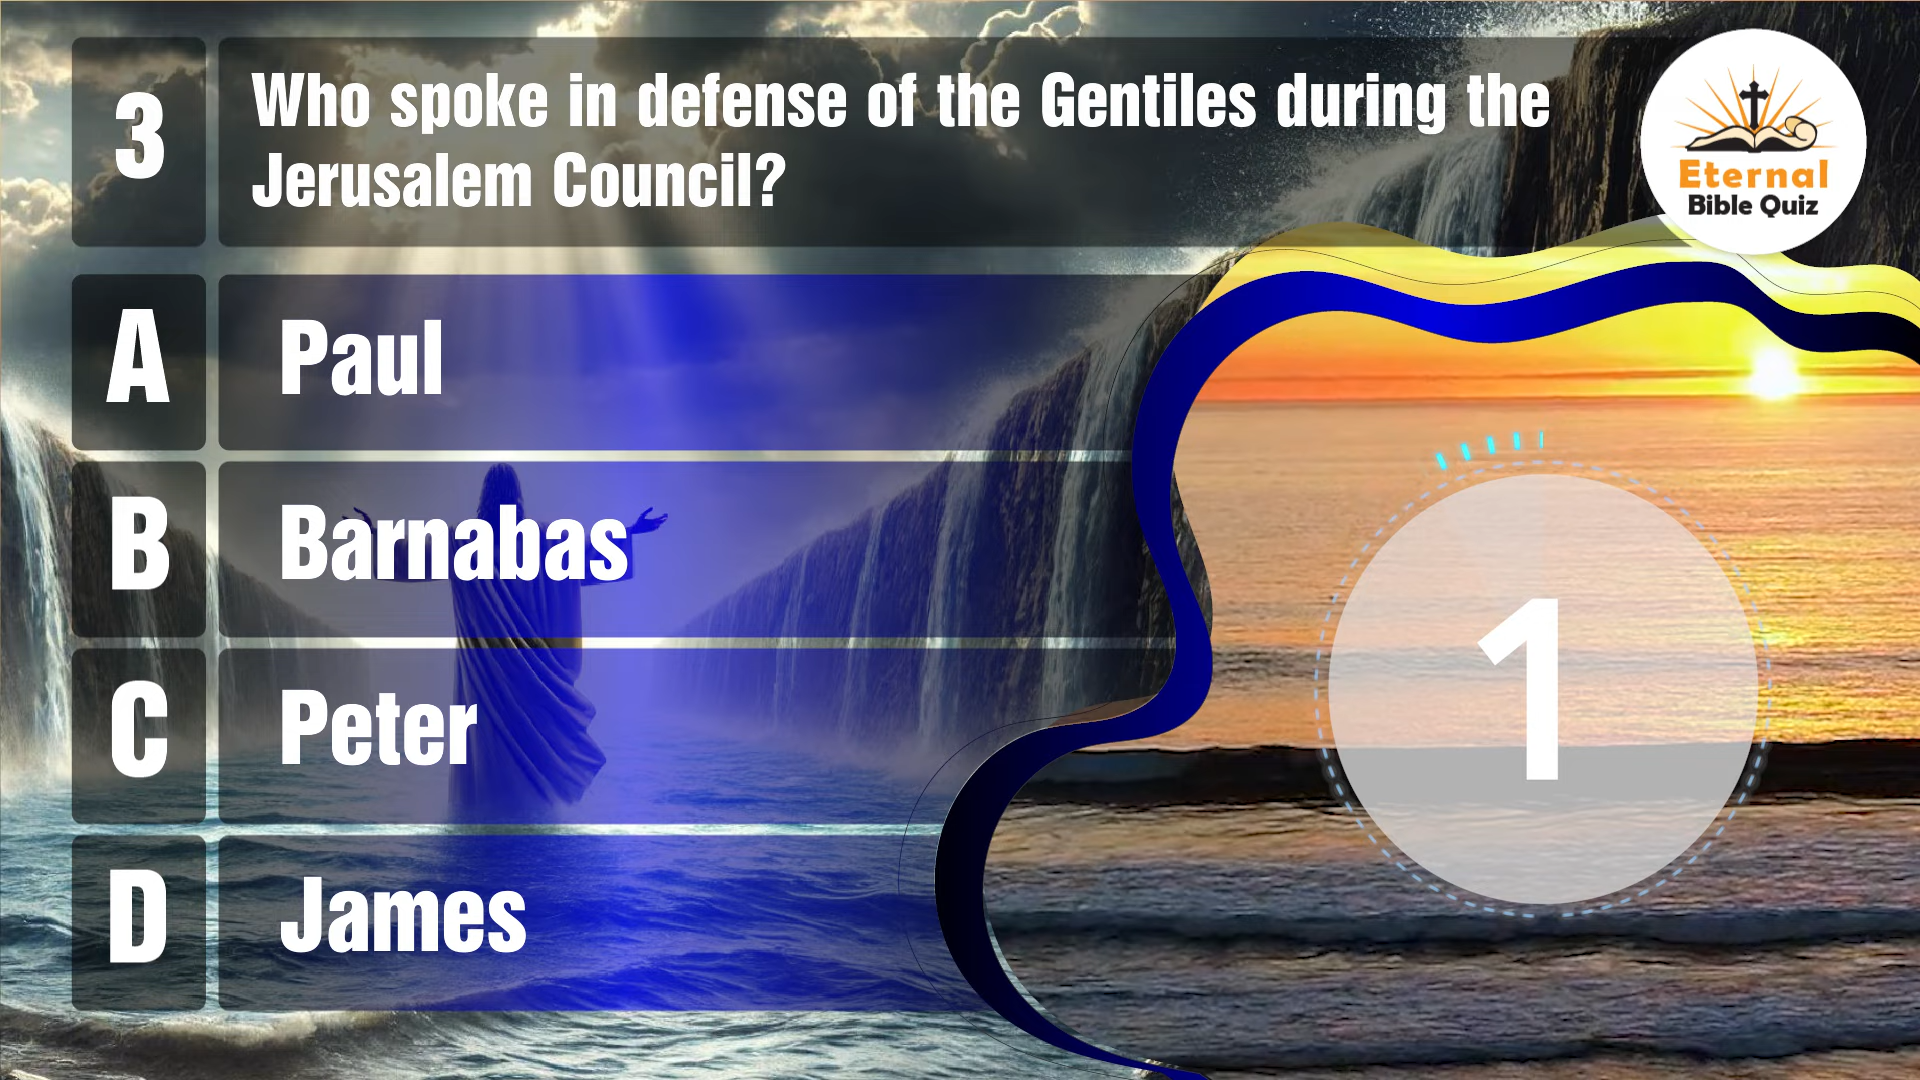 3
Who spoke in defense of the Gentiles during the
Jerusalem Council?
Eternal
Bible Quiz
A
Paul
B
Barnabas
C
Peter
D
James
1